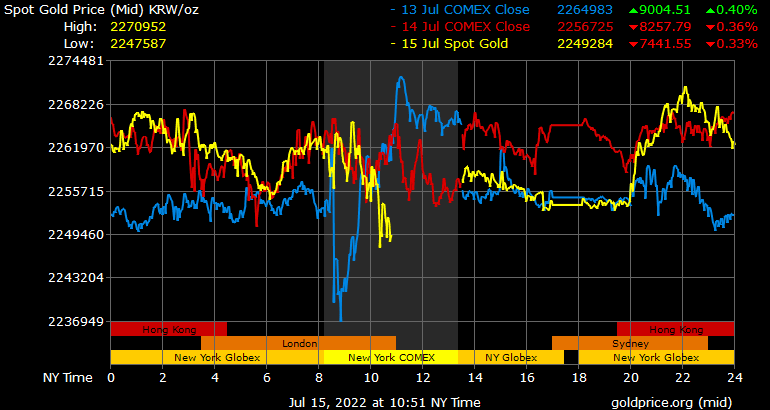 Spot Gold Price (Mid) KRW/oz - 13 Jul COMEX Close 2264983 ▲9004.51 ▲0.40%
High: 2270952 - 14 Jul COMEX Close 2256725 ▼8257.79 ▼0.36%
Low: 2247587 - 15 Jul Spot Gold 2249284 ▼7441.55 ▼0.33%
2274481
2268226
2261970
2255715
2249460
2243204
2236949
Hong Kong Hong Kong
London Sydney
New York Globex New York COMEX NY Globex New York Globex
NY Time 0 2 4 6 8 10 12 14 16 18 20 22 24
Jul 15, 2022 at 10:51 NY Time goldprice.org (mid)